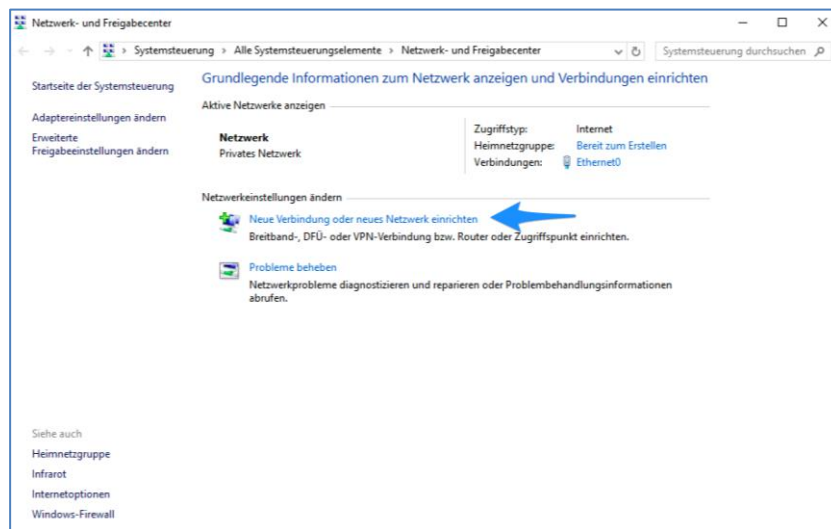 Netzwerk- und Freigabecenter
Systemsteuerung › Alle Systemsteuerungselemente › Netzwerk- und Freigabecenter
Systemsteuerung durchsuchen
Startseite der Systemsteuerung
Adaptereinstellungen ändern
Erweiterte
Freigabeeinstellungen ändern
Grundlegende Informationen zum Netzwerk anzeigen und Verbindungen einrichten
Aktive Netzwerke anzeigen
Netzwerk
Privates Netzwerk
Zugriffstyp: Internet
Heimnetzgruppe: Bereit zum Erstellen
Verbindungen: Ethernet0
Netzwerkeinstellungen ändern
Neue Verbindung oder neues Netzwerk einrichten
Breitband-, DFÜ- oder VPN-Verbindung bzw. Router oder Zugriffspunkt einrichten.
Probleme beheben
Netzwerkprobleme diagnostizieren und reparieren oder Problembehandlungsinformationen
abrufen.
Siehe auch
Heimnetzgruppe
Infrarot
Internetoptionen
Windows-Firewall